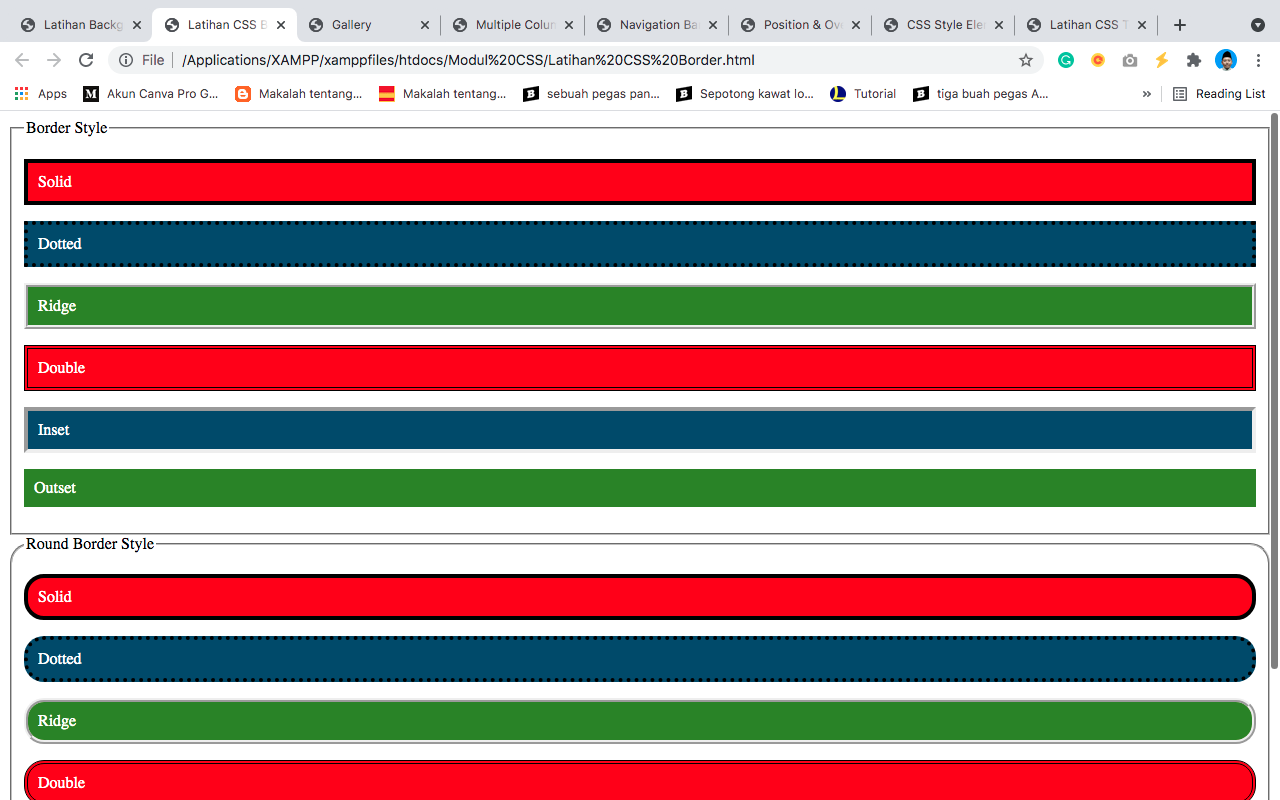 Latihan Backg Latihan CSS B Gallery Multiple Colun Navigation Ba Position & Ove CSS Style Eler Latihan CSS T
File /Applications/XAMPP/xamppfiles/htdocs/Modul%20CSS/Latihan%20CSS%20Border.html
Apps Akun Canva Pro G... Makalah tentang... Makalah tentang... sebuah pegas pan... Sepotong kawat lo... Tutorial tiga buah pegas A... » Reading List
Border Style
Solid
Dotted
Ridge
Double
Inset
Outset
Round Border Style
Solid
Dotted
Ridge
Double